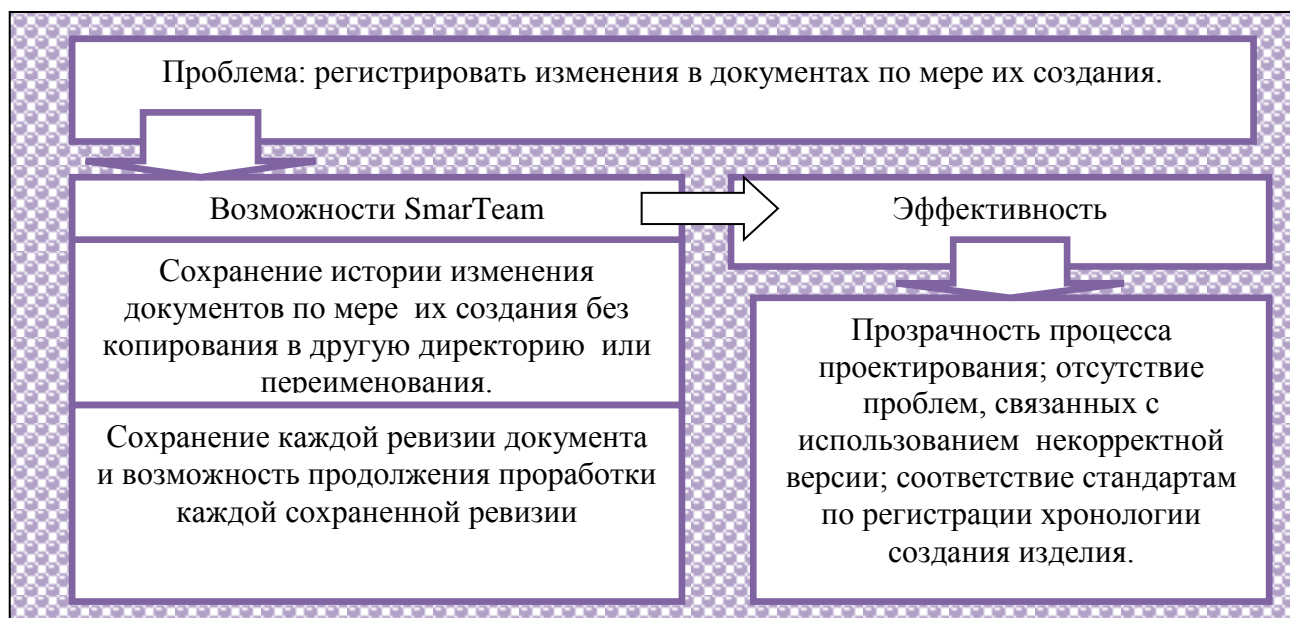 Проблема: регистрировать изменения в документах по мере их создания.
Возможности SmarTeam
Сохранение истории изменения
документов по мере их создания без
копирования в другую директорию или
переименования.
Сохранение каждой ревизии документа
и возможность продолжения проработки
каждой сохраненной ревизии
Эффективность
Прозрачность процесса
проектирования; отсутствие
проблем, связанных с
использованием некорректной
версии; соответствие стандартам
по регистрации хронологии
создания изделия.